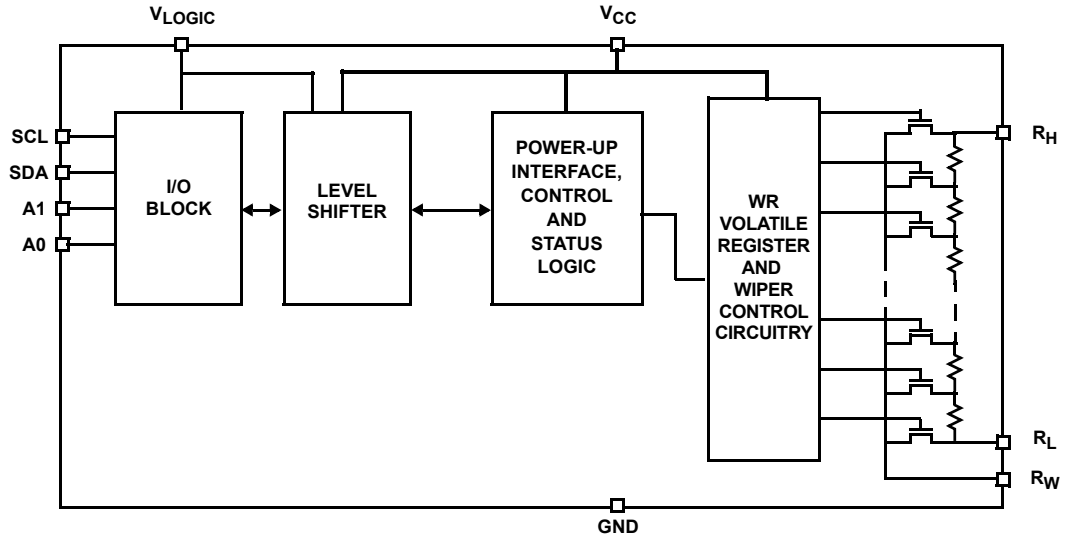 VLOGIC
VCC
SCL
SDA
A1
A0
I/O
BLOCK
LEVEL
SHIFTER
POWER-UP
INTERFACE,
CONTROL
AND
STATUS
LOGIC
WR
VOLATILE
REGISTER
AND
WIPER
CONTROL
CIRCUITRY
RH
RL
RW
GND